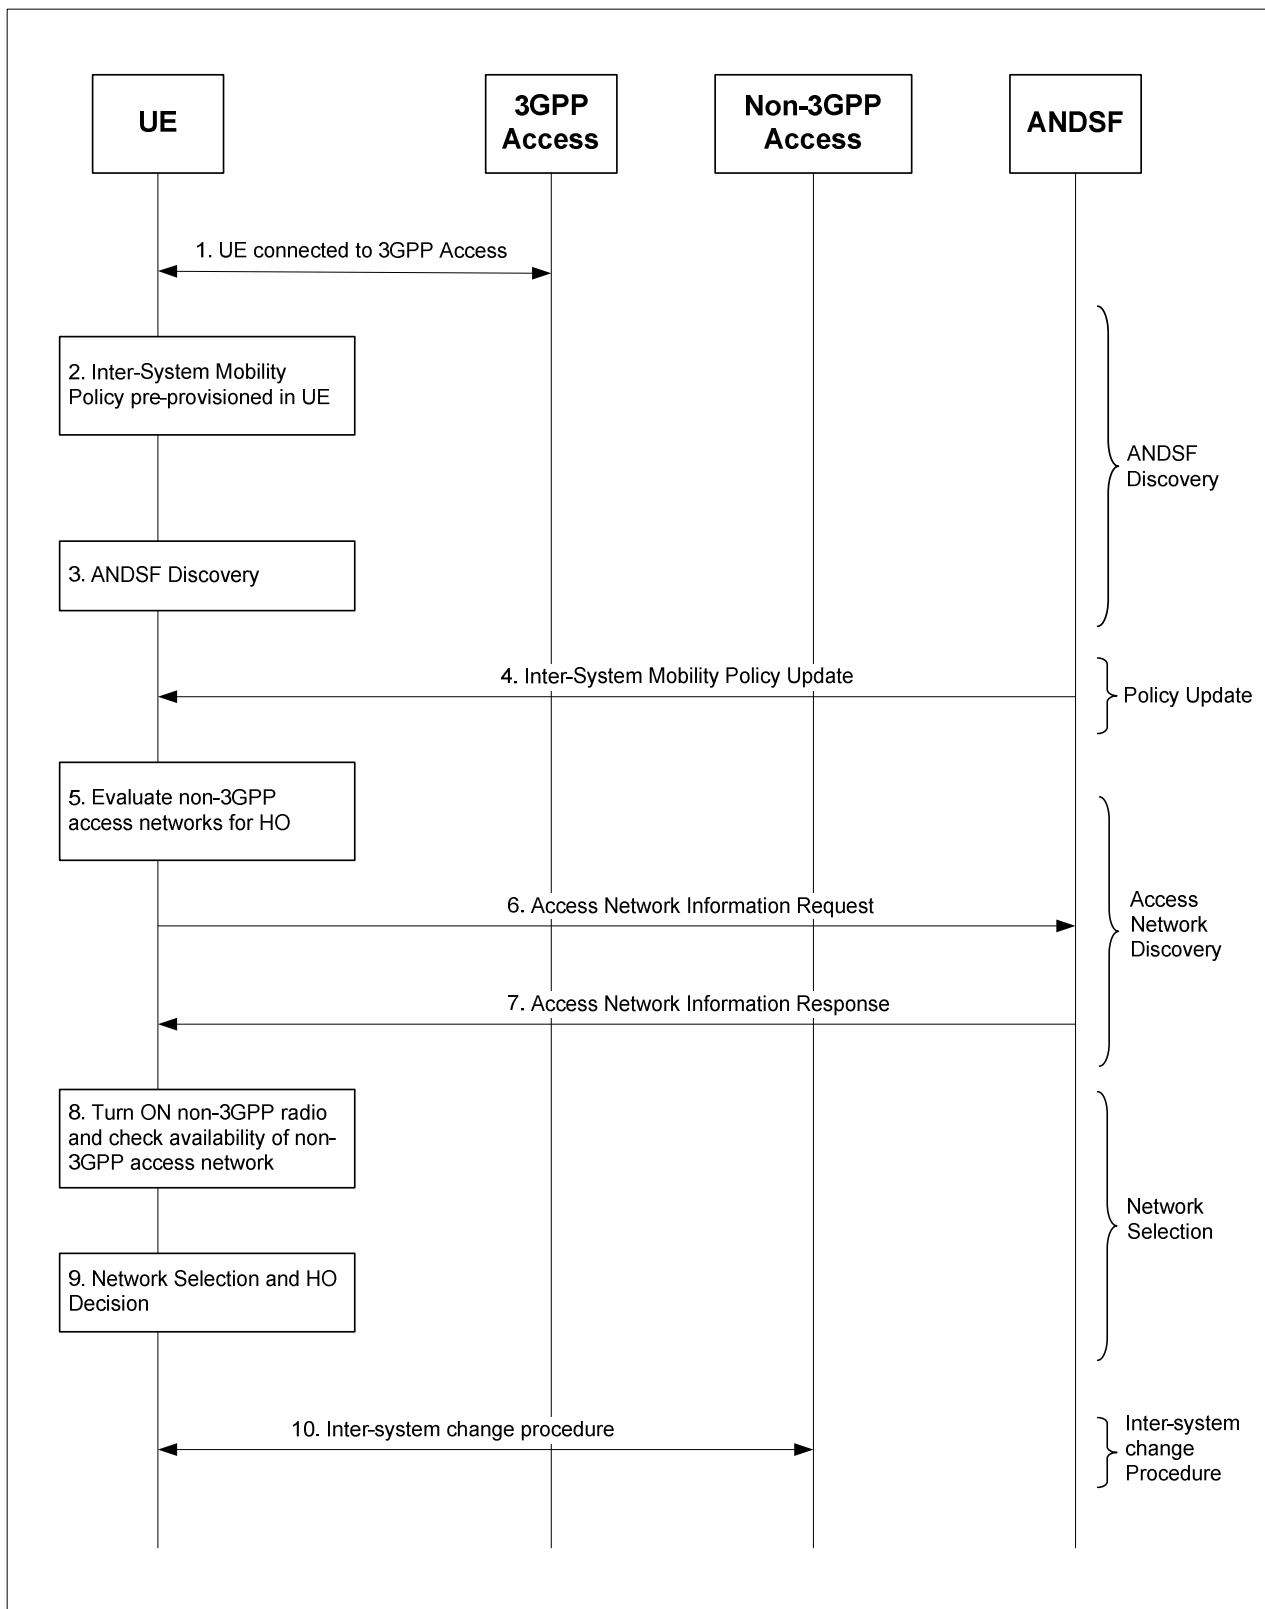 UE
3GPP
Access
Non-3GPP
Access
ANDSF
1. UE connected to 3GPP Access
2. Inter-System Mobility
Policy pre-provisioned in UE
ANDSF
Discovery
3. ANDSF Discovery
4. Inter-System Mobility Policy Update
Policy Update
5. Evaluate non-3GPP
access networks for HO
6. Access Network Information Request
Access
Network
Discovery
7. Access Network Information Response
8. Turn ON non-3GPP radio
and check availability of non-
3GPP access network
Network
Selection
9. Network Selection and HO
Decision
10. Inter-system change procedure
Inter-system
change
Procedure